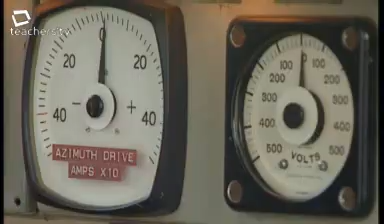 teachers.tv
0
20 20
40 - + 40
AZIMUTH DRIVE
AMPS X10
0
100 100
200 200
300 300
400 400
500 500
VOLTS